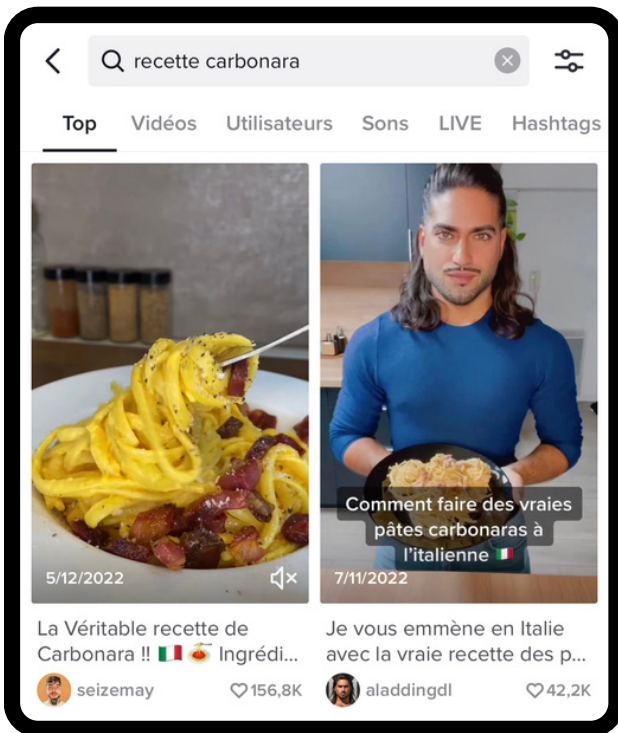 recette carbonara
Top Vidéos Utilisateurs Sons LIVE Hashtags
5/12/2022
Comment faire des vraies
pâtes carbonaras à
l'italienne 🇮🇹
7/11/2022
La Véritable recette de
Carbonara !! 🇮🇹 🍝 Ingrédi...
seizemay 156,8K
Je vous emmène en Italie
avec la vraie recette des p...
aladdingdl 42,2K